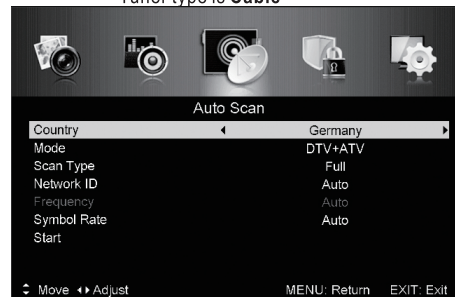 Tuner type is Cable
Auto Scan
Country Germany
Mode DTV+ATV
Scan Type Full
Network ID Auto
Frequency Auto
Symbol Rate Auto
Start
Move Adjust MENU: Return EXIT: Exit